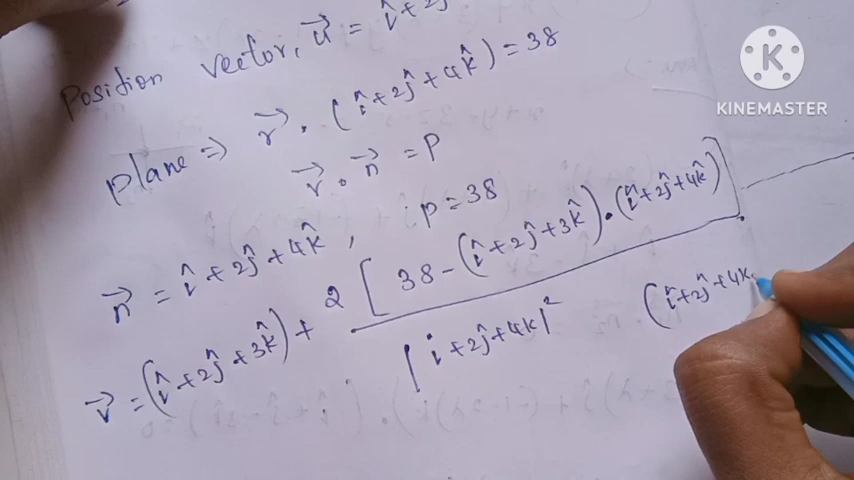 Position vector, u⃗ = î+2ĵ
plane ⇒ r⃗ . (î+2ĵ+4k̂) = 38
r⃗ . n⃗ = p
n⃗ = î+2ĵ+4k̂, p=38
v⃗ = (î+2ĵ+3k̂) + 2 [38-(î+2ĵ+3k̂).(î+2ĵ+4k̂)] / |i+2ĵ+4k|² (î+2ĵ+4k
KINEMASTER